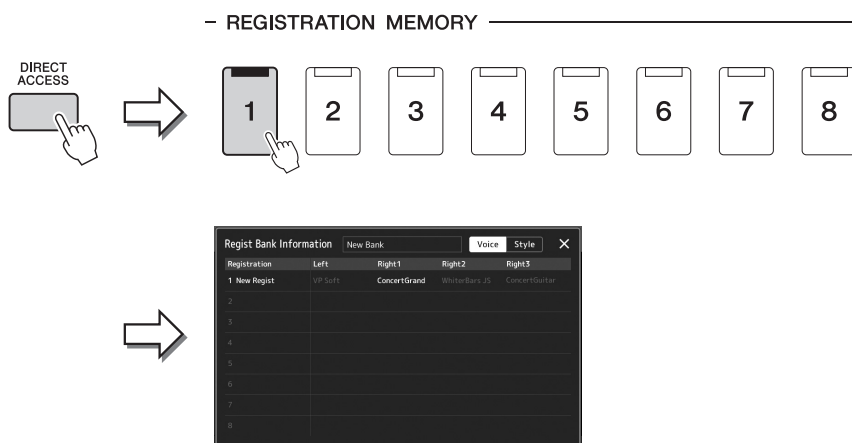 REGISTRATION MEMORY
DIRECT
ACCESS
1 2 3 4 5 6 7 8
Regist Bank Information New Bank Voice Style ✕
Registration Left Right1 Right2 Right3
1 New Regist VP Soft ConcertGrand WhiterBars JS ConcertGuitar
2
3
4
5
6
7
8